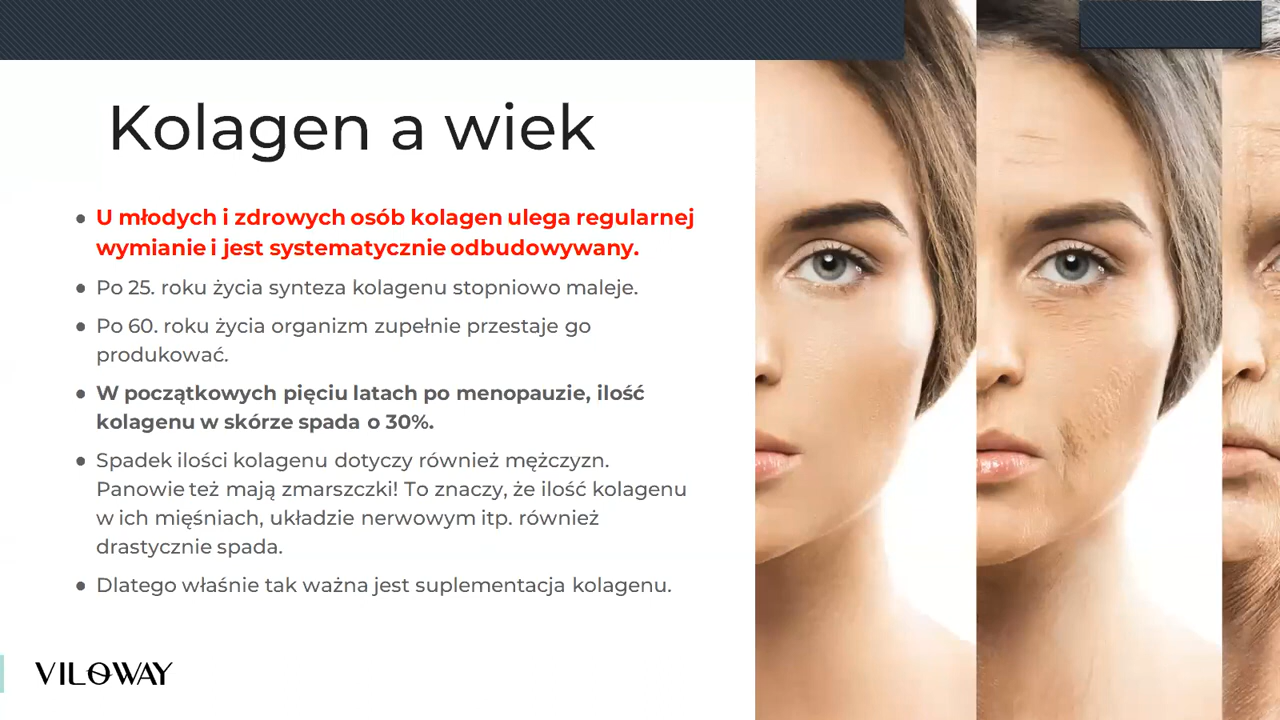 Kolagen a wiek
● U młodych i zdrowych osób kolagen ulega regularnej
wymianie i jest systematycznie odbudowywany.
● Po 25. roku życia synteza kolagenu stopniowo maleje.
● Po 60. roku życia organizm zupełnie przestaje go
produkować.
● W początkowych pięciu latach po menopauzie, ilość
kolagenu w skórze spada o 30%.
● Spadek ilości kolagenu dotyczy również mężczyzn.
Panowie też mają zmarszczki! To znaczy, że ilość kolagenu
w ich mięśniach, układzie nerwowym itp. również
drastycznie spada.
● Dlatego właśnie tak ważna jest suplementacja kolagenu.
VILOWAY